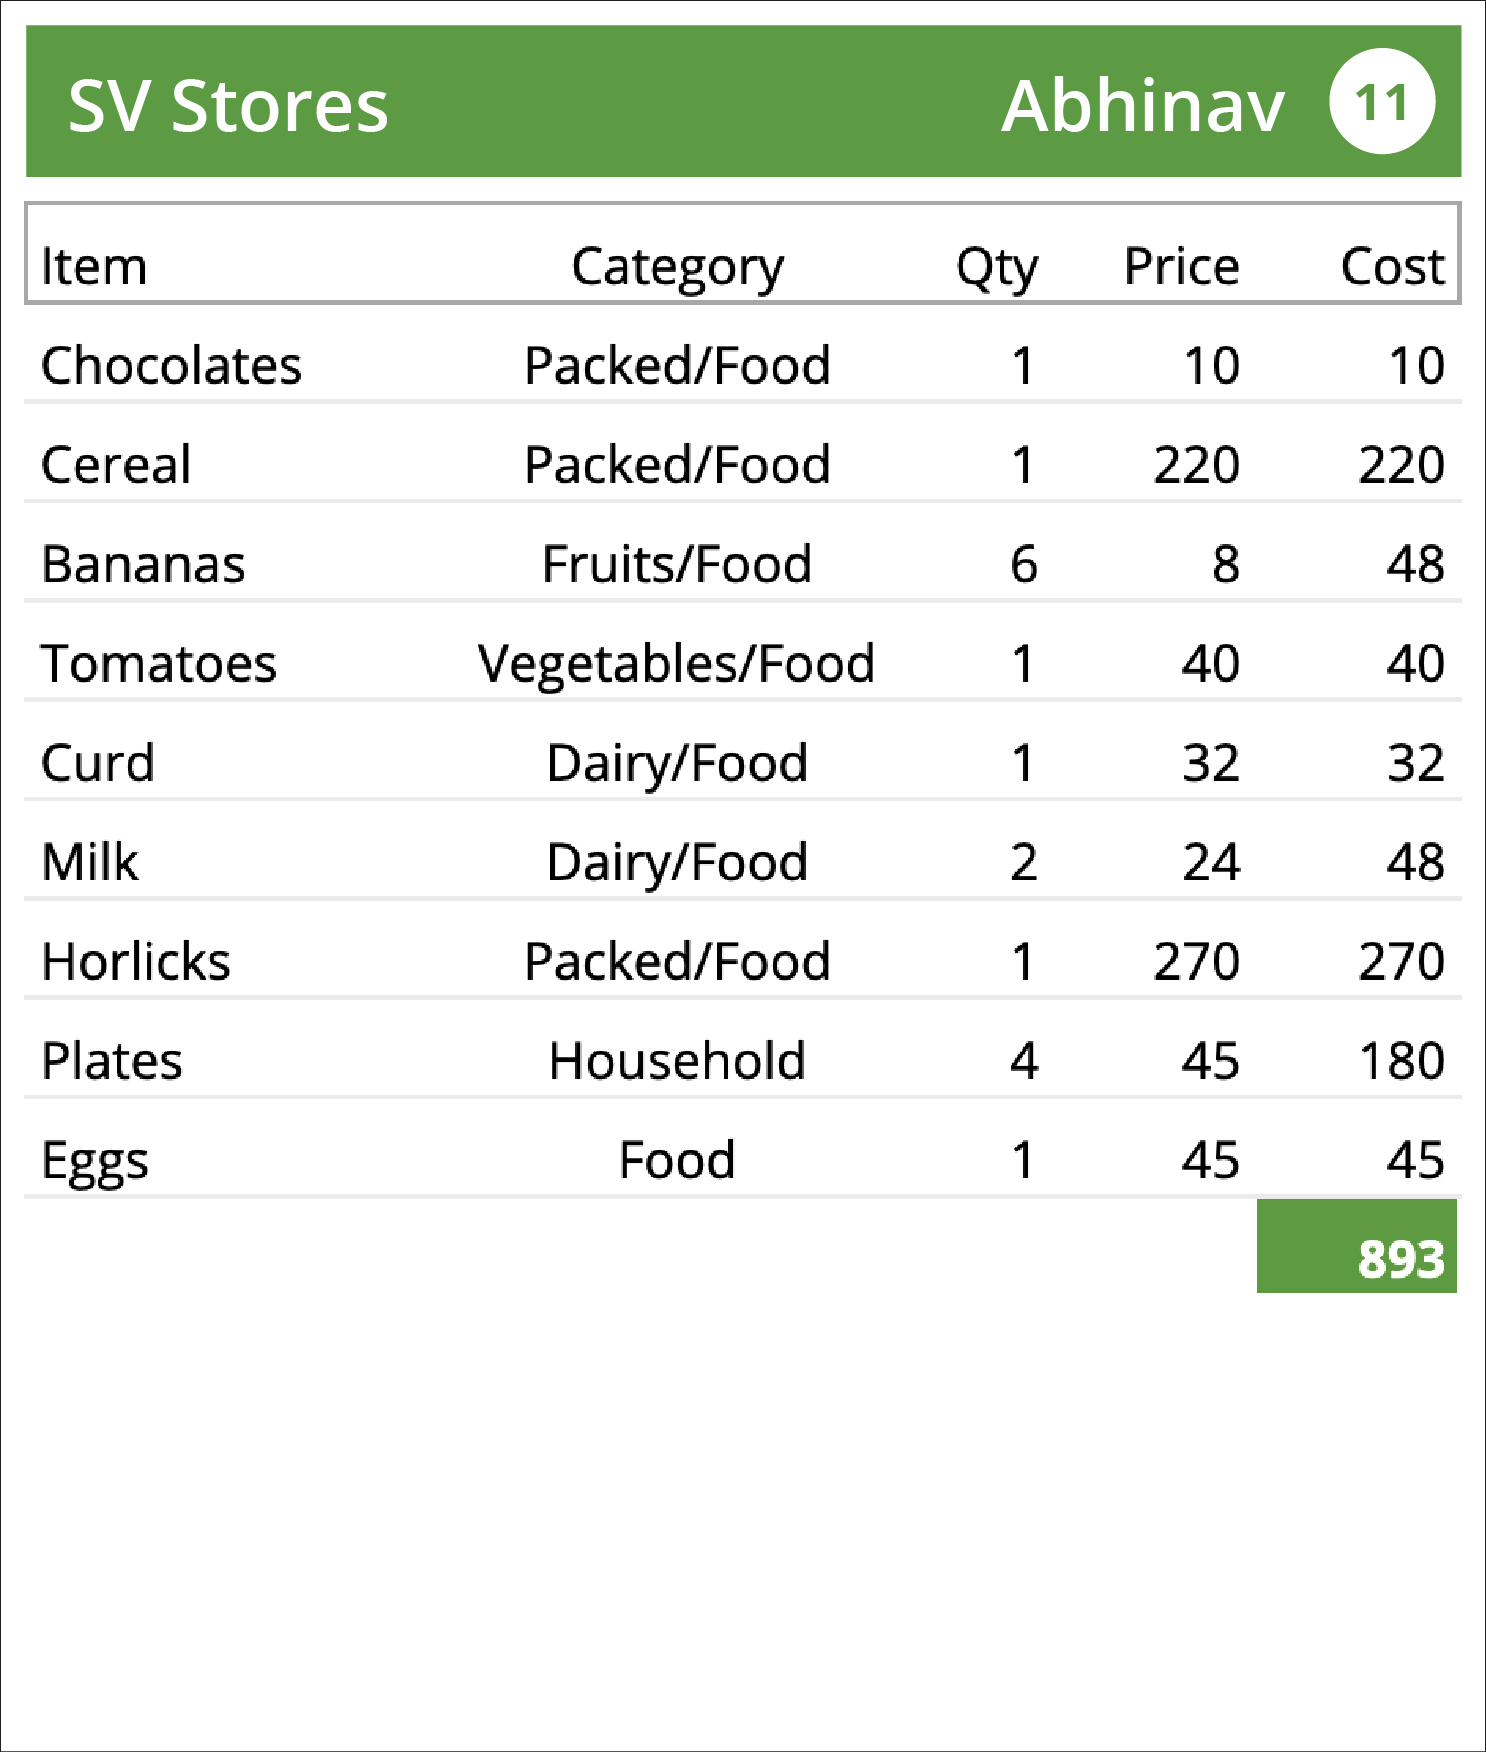 SV Stores Abhinav 11
Item Category Qty Price Cost
Chocolates Packed/Food 1 10 10
Cereal Packed/Food 1 220 220
Bananas Fruits/Food 6 8 48
Tomatoes Vegetables/Food 1 40 40
Curd Dairy/Food 1 32 32
Milk Dairy/Food 2 24 48
Horlicks Packed/Food 1 270 270
Plates Household 4 45 180
Eggs Food 1 45 45
893